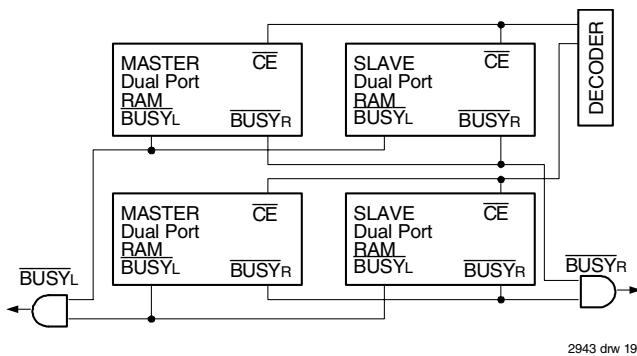 MASTER CE
Dual Port
RAM
BUSYL BUSYR
SLAVE CE
Dual Port
RAM
BUSYL BUSYR
DECODER
MASTER CE
Dual Port
RAM
BUSYL BUSYR
SLAVE CE
Dual Port
RAM
BUSYL BUSYR
BUSYL
BUSYR
2943 drw 19